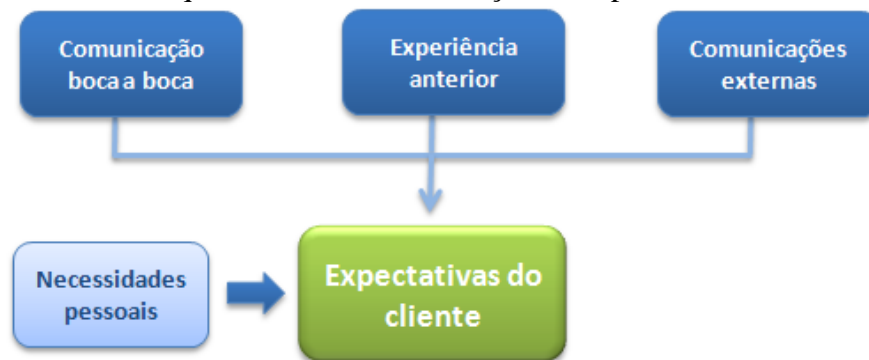 Comunicação
boca a boca
Experiência
anterior
Comunicações
externas
Necessidades
pessoais
Expectativas do
cliente